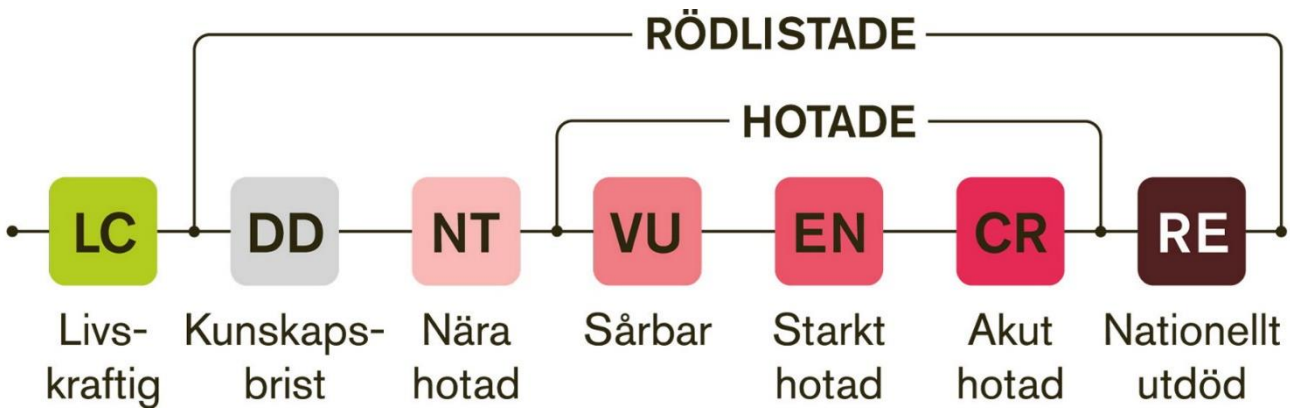 RÖDLISTADE
HOTADE
LC DD NT VU EN CR RE
Livs- Kunskaps- Nära Sårbar Starkt Akut Nationellt
kraftig brist hotad hotad hotad utdöd